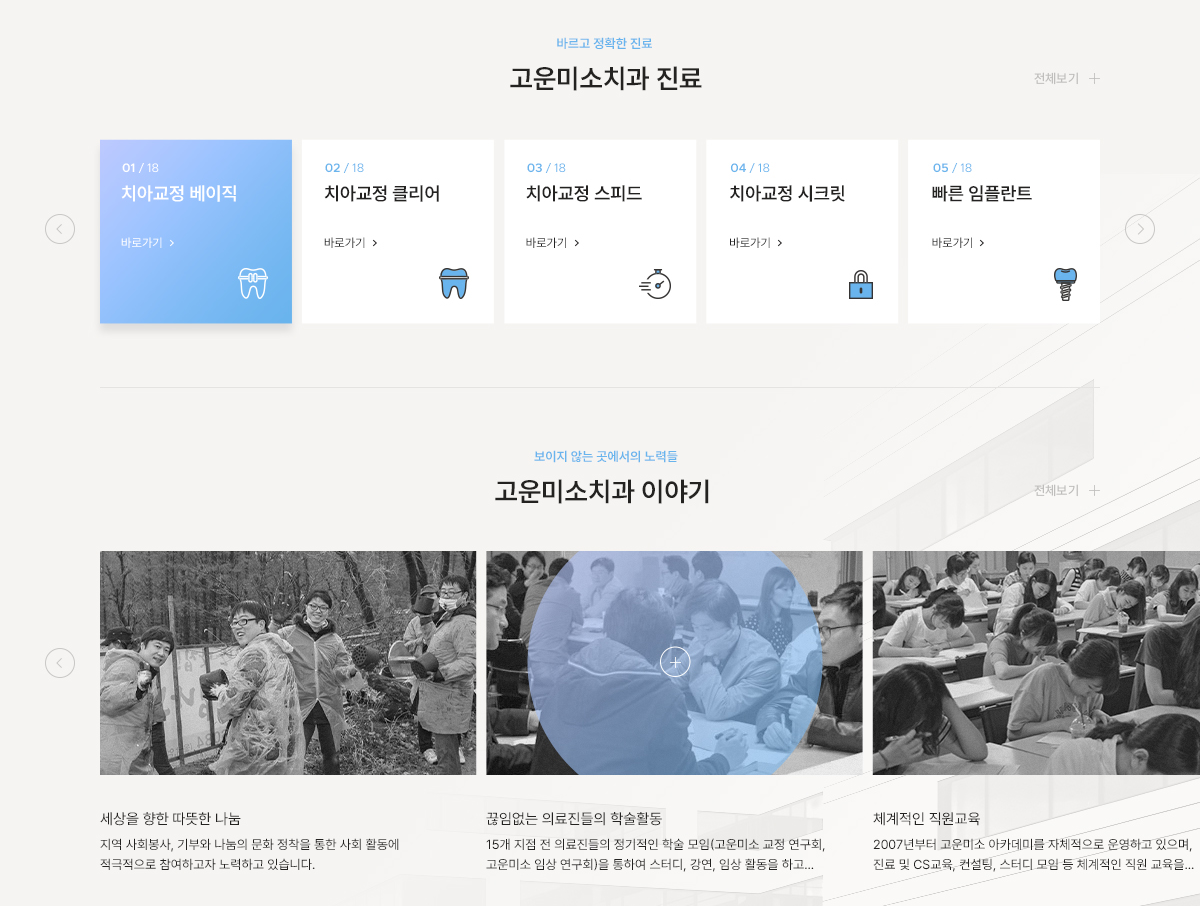 바르고 정확한 진료
고운미소치과 진료
전체보기
01 / 18
치아교정 베이직
바로가기
02 / 18
치아교정 클리어
바로가기
03 / 18
치아교정 스피드
바로가기
04 / 18
치아교정 시크릿
바로가기
05 / 18
빠른 임플란트
바로가기
보이지 않는 곳에서의 노력들
고운미소치과 이야기
전체보기
세상을 향한 따뜻한 나눔
지역 사회봉사, 기부와 나눔의 문화 정착을 통한 사회 활동에
적극적으로 참여하고자 노력하고 있습니다.
끊임없는 의료진들의 학술활동
15개 지점 전 의료진들의 정기적인 학술 모임(고운미소 교정 연구회,
고운미소 임상 연구회)을 통하여 스터디, 강연, 임상 활동을 하고...
체계적인 직원교육
2007년부터 고운미소 아카데미를 자체적으로 운영하고 있으며,
진료 및 CS교육, 컨설팅, 스터디 모임 등 체계적인 직원 교육을...